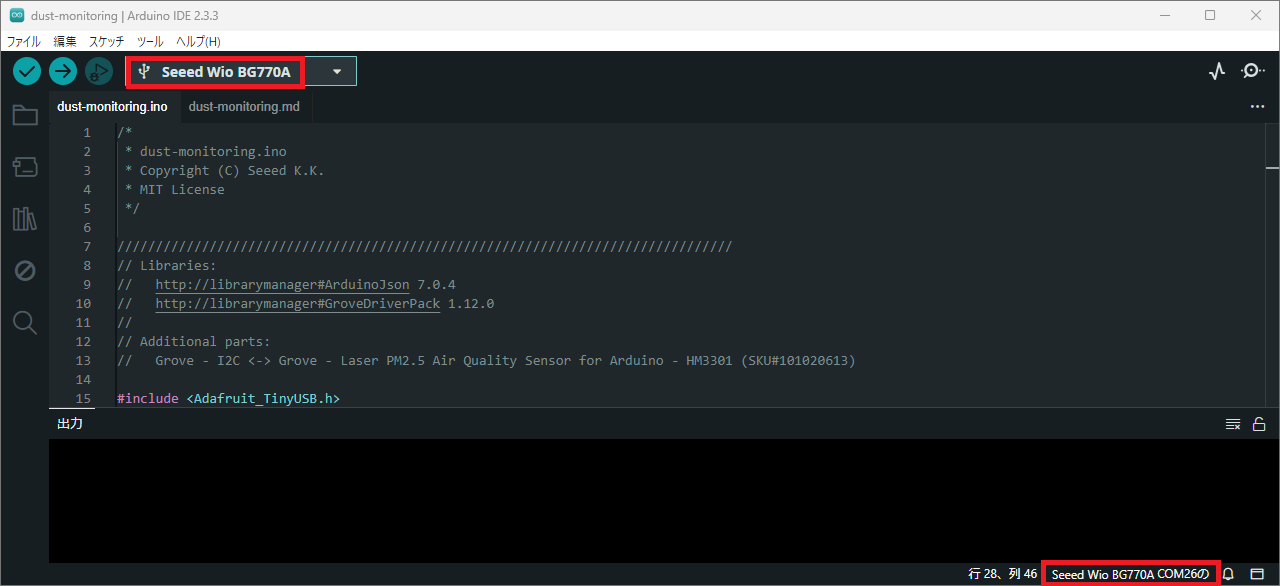 dust-monitoring | Arduino IDE 2.3.3
ファイル 編集 スケッチ ツール ヘルプ(H)
Seeed Wio BG770A
dust-monitoring.ino dust-monitoring.md
1 /*
2 * dust-monitoring.ino
3 * Copyright (C) Seeed K.K.
4 * MIT License
5 */
6
7 ////////////////////////////////////////////////////////////////////////////////
8 // Libraries:
9 // http://librarymanager#ArduinoJson 7.0.4
10 // http://librarymanager#GroveDriverPack 1.12.0
11 //
12 // Additional parts:
13 // Grove - I2C <-> Grove - Laser PM2.5 Air Quality Sensor for Arduino - HM3301 (SKU#101020613)
14
15 #include <Adafruit_TinyUSB.h>
出力
行 28、列 46 Seeed Wio BG770A COM26の